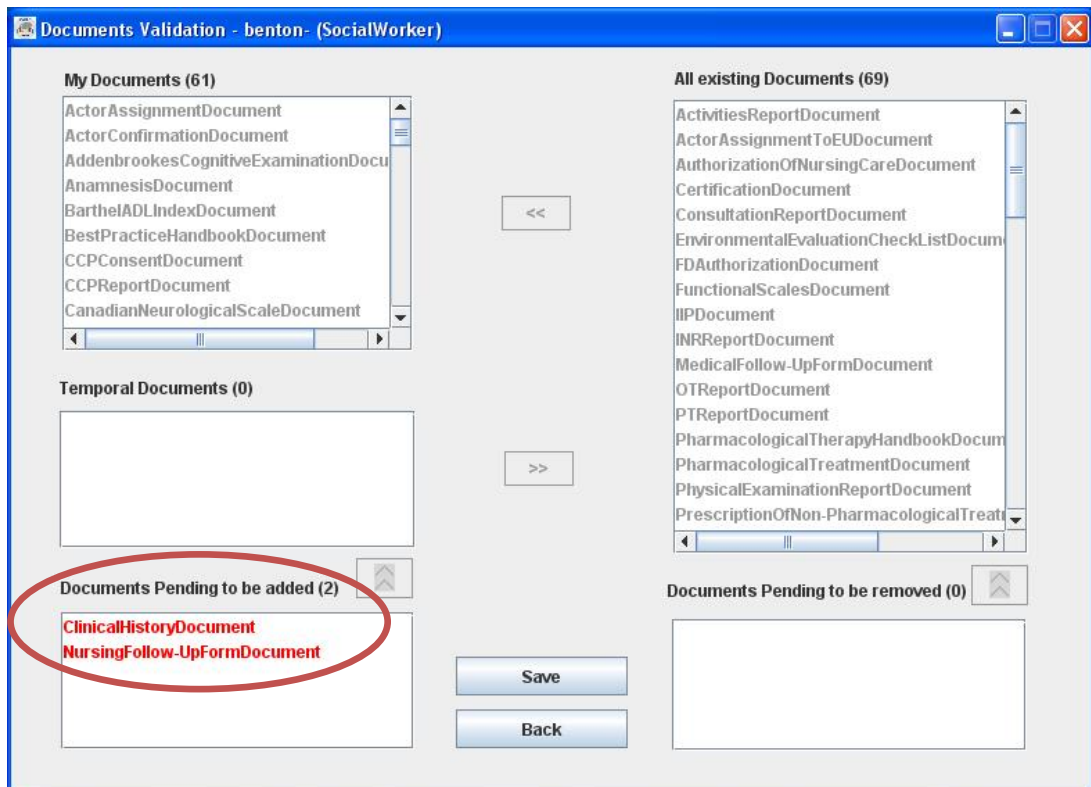 Documents Validation - benton- (SocialWorker)
My Documents (61)
ActorAssignmentDocument
ActorConfirmationDocument
AddenbrookesCognitiveExaminationDocu
AnamnesisDocument
BarthelADLIndexDocument
BestPracticeHandbookDocument
CCPConsentDocument
CCPReportDocument
CanadianNeurologicalScaleDocument
<<
All existing Documents (69)
ActivitiesReportDocument
ActorAssignmentToEUDocument
AuthorizationOfNursingCareDocument
CertificationDocument
ConsultationReportDocument
EnvironmentalEvaluationCheckListDocum
FDAuthorizationDocument
FunctionalScalesDocument
IIPDocument
INRReportDocument
MedicalFollow-UpFormDocument
OTReportDocument
PTReportDocument
PharmacologicalTherapyHandbookDocum
PharmacologicalTreatmentDocument
PhysicalExaminationReportDocument
PrescriptionOfNon-PharmacologicalTreat
Temporal Documents (0)
>>
Documents Pending to be added (2)
ClinicalHistoryDocument
NursingFollow-UpFormDocument
Documents Pending to be removed (0)
Save
Back